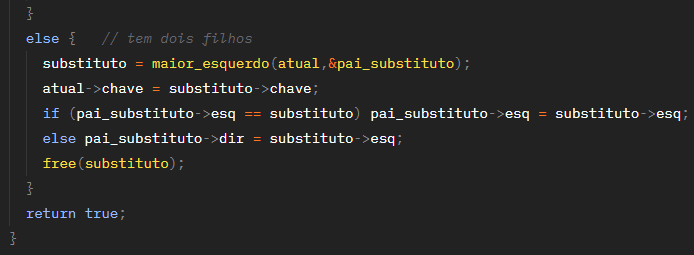 }
else {   // tem dois filhos
substituto = maior_esquerdo(atual,&pai_substituto);
atual->chave = substituto->chave;
if (pai_substituto->esq == substituto) pai_substituto->esq = substituto->esq;
else pai_substituto->dir = substituto->esq;
free(substituto);
}
return true;
}